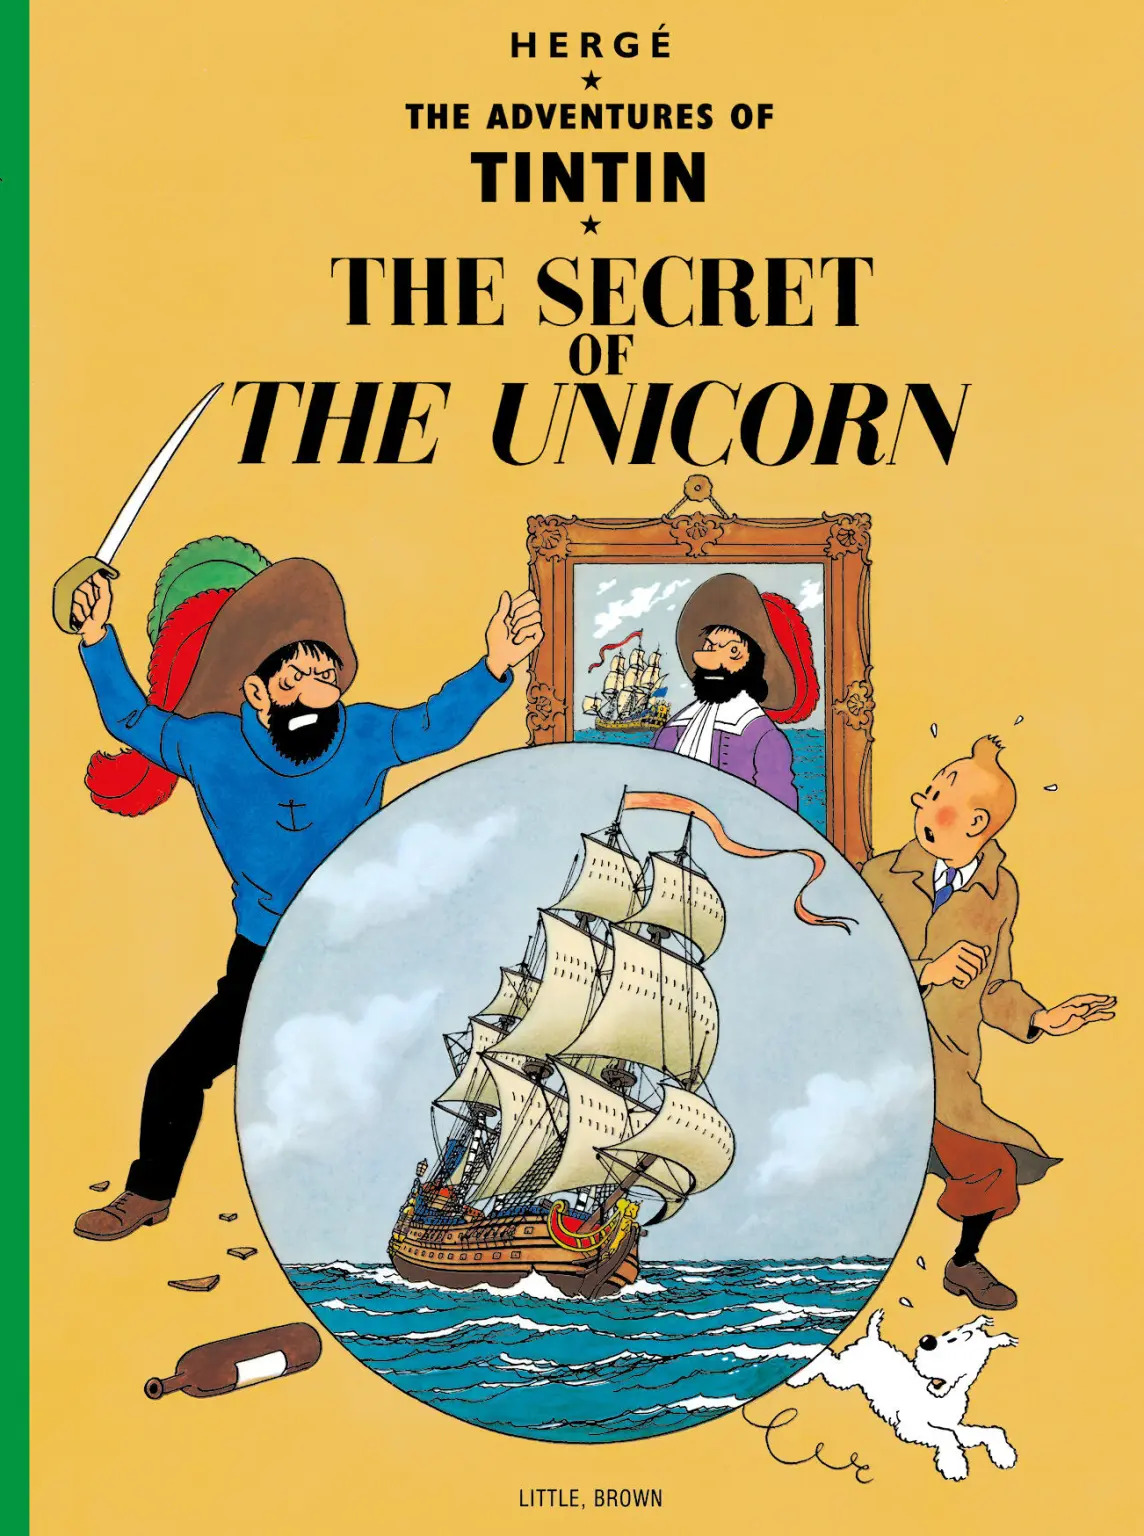 HERGÉ
THE ADVENTURES OF
TINTIN
THE SECRET
OF
THE UNICORN
LITTLE, BROWN